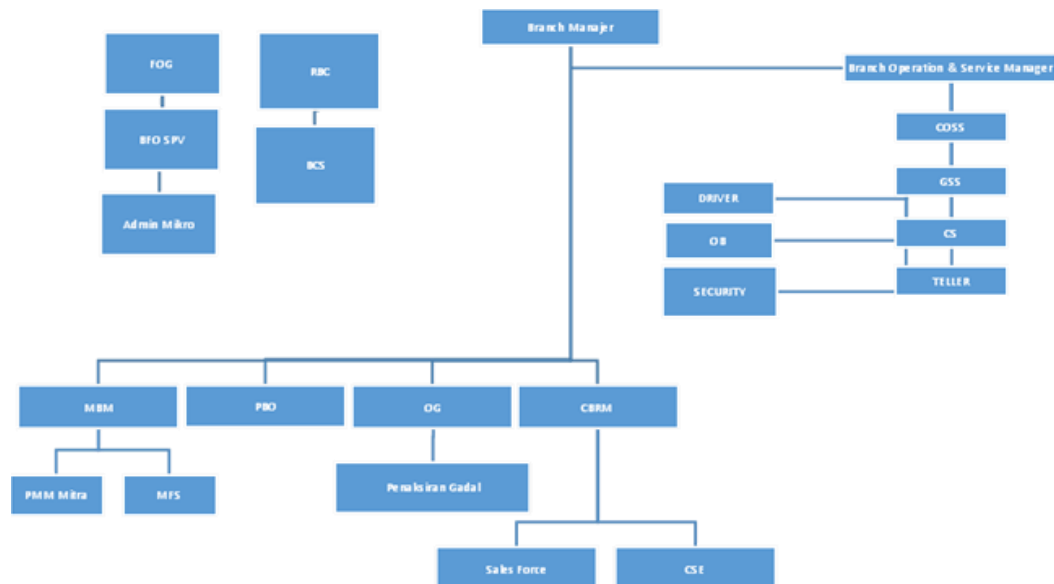 Branch Manajer
FOG
RBC
Branch Operation & Service Manager
BFO SPV
BCS
COSS
GSS
DRIVER
Admin Mikro
OB
CS
SECURITY
TELLER
MBM
PBO
OG
CBRM
PMM Mitra
MFS
Penaksiran Gadal
Sales Force
CSE